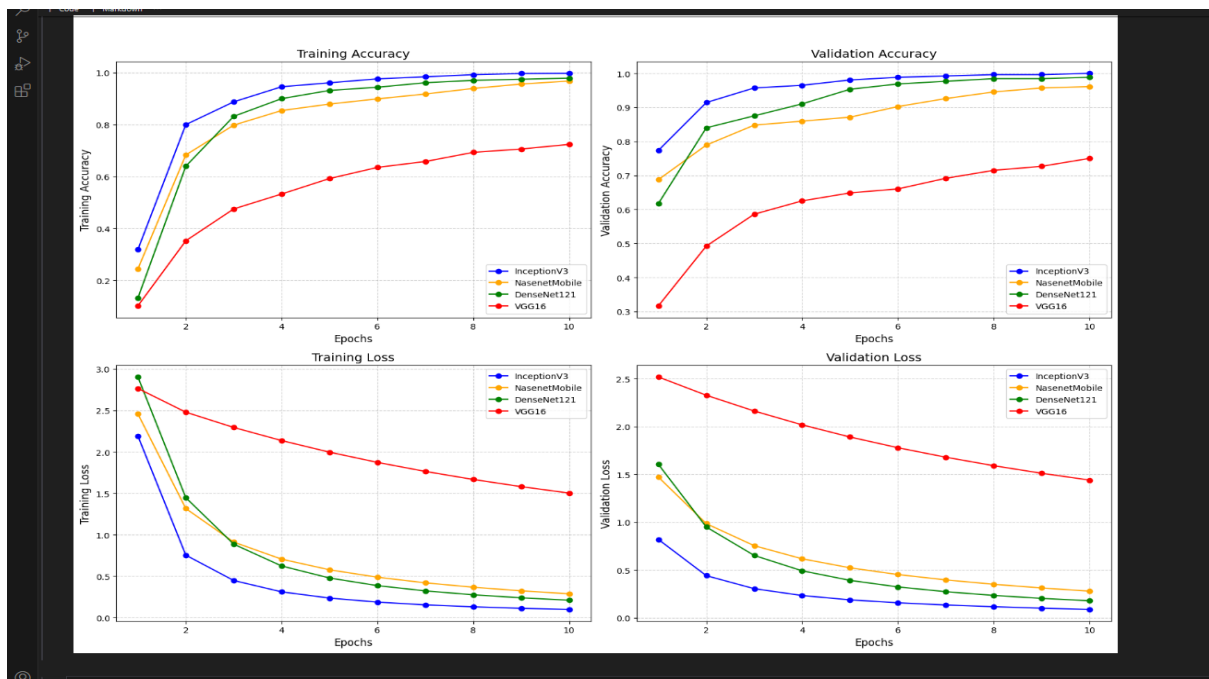 Code Markdown
Training Accuracy
1.0
0.8
0.6
0.4
0.2
Training Accuracy
2 4 6 8 10
Epochs
InceptionV3
NasenetMobile
DenseNet121
VGG16
Validation Accuracy
1.0
0.9
0.8
0.7
0.6
0.5
0.4
0.3
Validation Accuracy
2 4 6 8 10
Epochs
InceptionV3
NasenetMobile
DenseNet121
VGG16
Training Loss
3.0
2.5
2.0
1.5
1.0
0.5
0.0
Training Loss
2 4 6 8 10
Epochs
InceptionV3
NasenetMobile
DenseNet121
VGG16
Validation Loss
2.5
2.0
1.5
1.0
0.5
0.0
Validation Loss
2 4 6 8 10
Epochs
InceptionV3
NasenetMobile
DenseNet121
VGG16